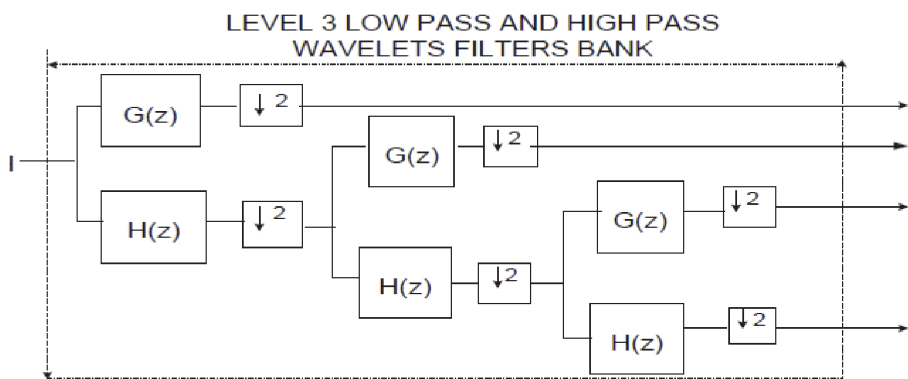 LEVEL 3 LOW PASS AND HIGH PASS
WAVELETS FILTERS BANK
G(z)
↓ 2
G(z)
↓2
I
H(z)
↓ 2
G(z)
↓2
H(z)
↓2
H(z)
↓2